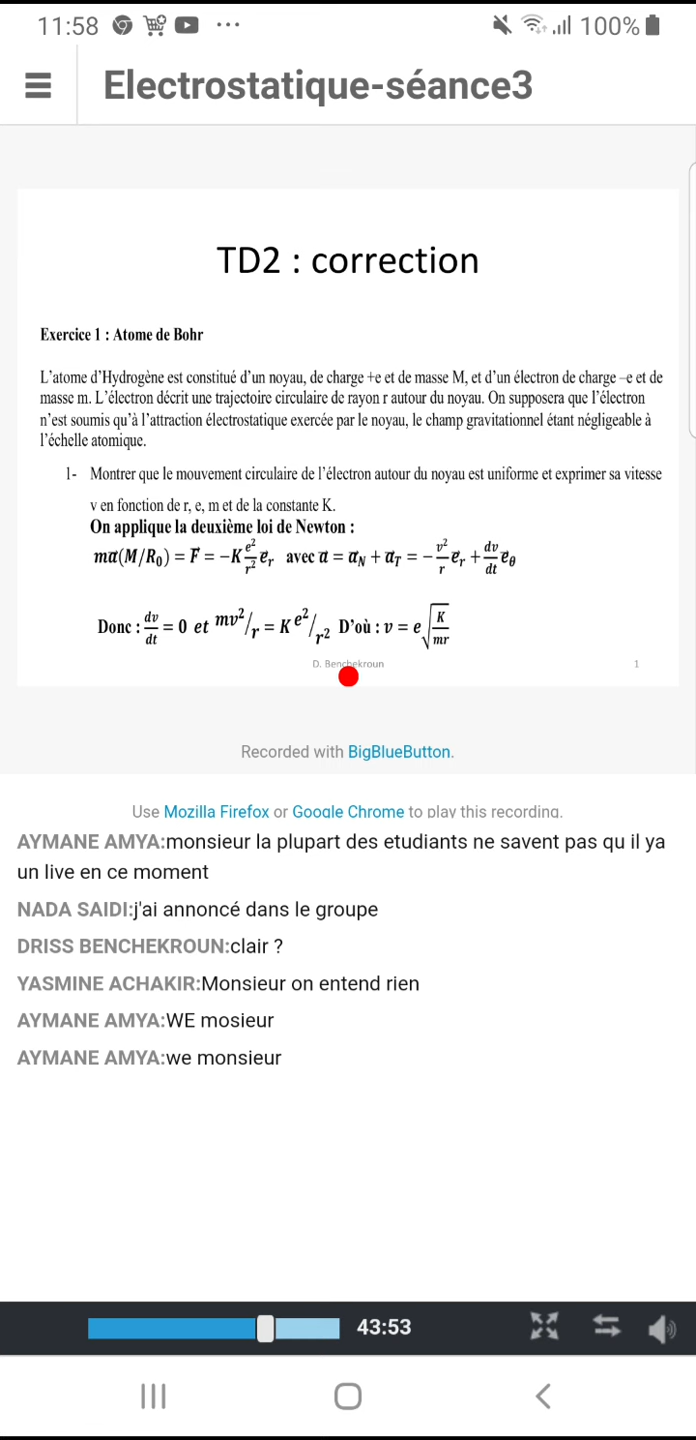 11:58 ... 100%
Electrostatique-séance3
TD2 : correction
Exercice 1 : Atome de Bohr
L'atome d'Hydrogène est constitué d'un noyau, de charge +e et de masse M, et d'un électron de charge –e et de
masse m. L'électron décrit une trajectoire circulaire de rayon r autour du noyau. On supposera que l'électron
n'est soumis qu'à l'attraction électrostatique exercée par le noyau, le champ gravitationnel étant négligeable à
l'échelle atomique.
1- Montrer que le mouvement circulaire de l'électron autour du noyau est uniforme et exprimer sa vitesse
v en fonction de r, e, m et de la constante K.
On applique la deuxième loi de Newton :
ma⃗(M/R₀) = F⃗ = −K e²/r² e⃗ᵣ avec a⃗ = a⃗_N + a⃗_T = − v²/r e⃗ᵣ + dv/dt e⃗_θ
Donc : dv/dt = 0 et mv²/r = K e²/r² D'où : v = e√(K/mr)
D. Benchekroun 1
Recorded with BigBlueButton.
Use Mozilla Firefox or Google Chrome to play this recording.
AYMANE AMYA:monsieur la plupart des etudiants ne savent pas qu il ya
un live en ce moment
NADA SAIDI:j'ai annoncé dans le groupe
DRISS BENCHEKROUN:clair ?
YASMINE ACHAKIR:Monsieur on entend rien
AYMANE AMYA:WE mosieur
AYMANE AMYA:we monsieur
43:53